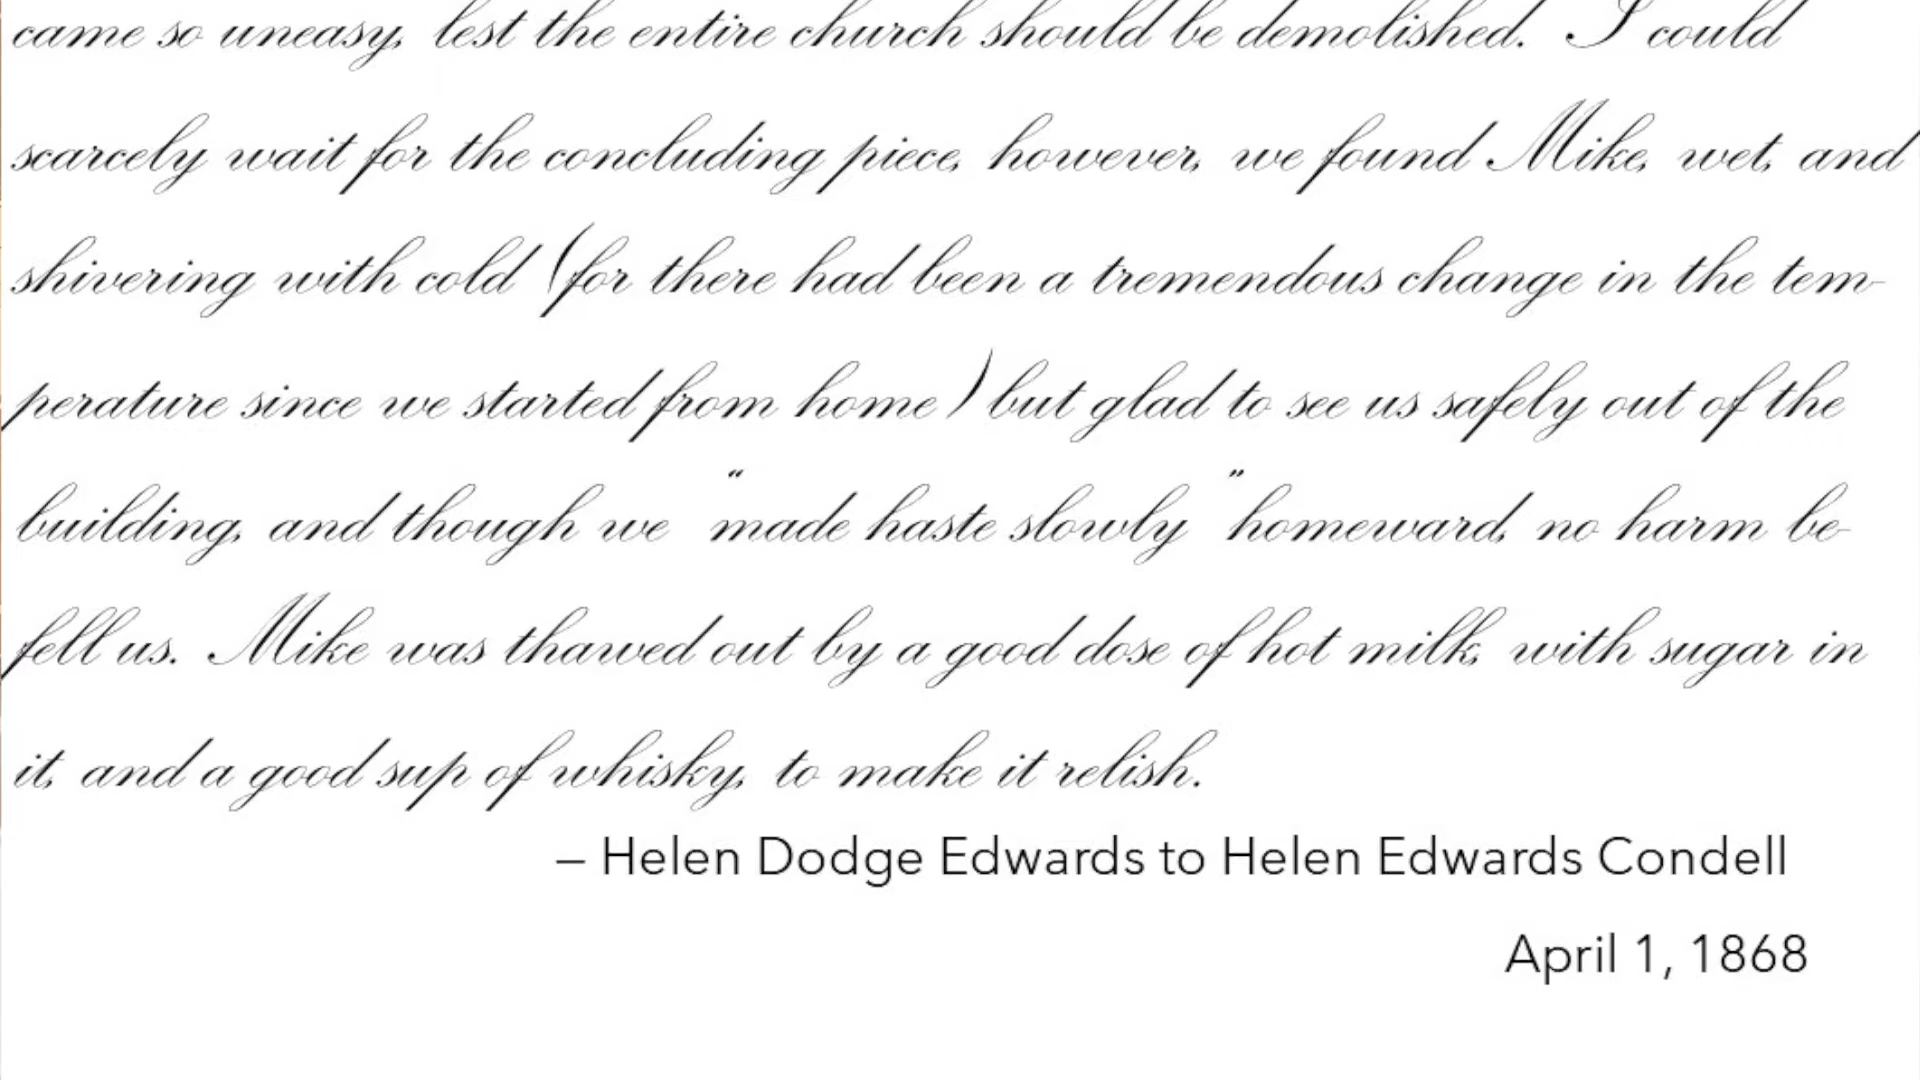 came so uneasy, lest the entire church should be demolished. I could
scarcely wait for the concluding piece, however, we found Mike, wet, and
shivering with cold (for there had been a tremendous change in the tem-
perature since we started from home) but glad to see us safely out of the
building, and though we "made haste slowly" homeward, no harm be-
fell us. Mike was thawed out by a good dose of hot milk, with sugar in
it, and a good sup of whisky, to make it relish.
– Helen Dodge Edwards to Helen Edwards Condell
April 1, 1868